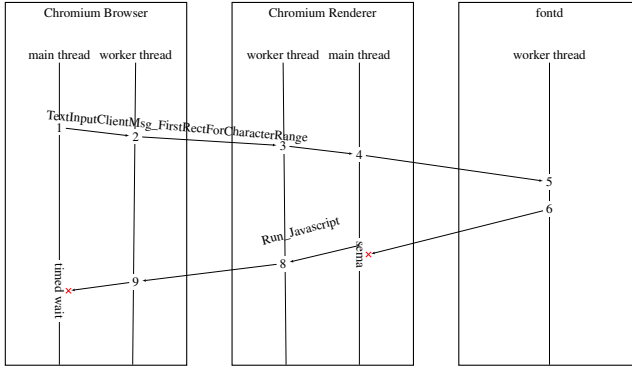 Chromium Browser
Chromium Renderer
fontd
main thread
worker thread
worker thread
main thread
worker thread
TextInputClientMsg_FirstRectForCharacterRange
1
2
3
4
5
6
Run_Javascript
sema
8
9
timed wait